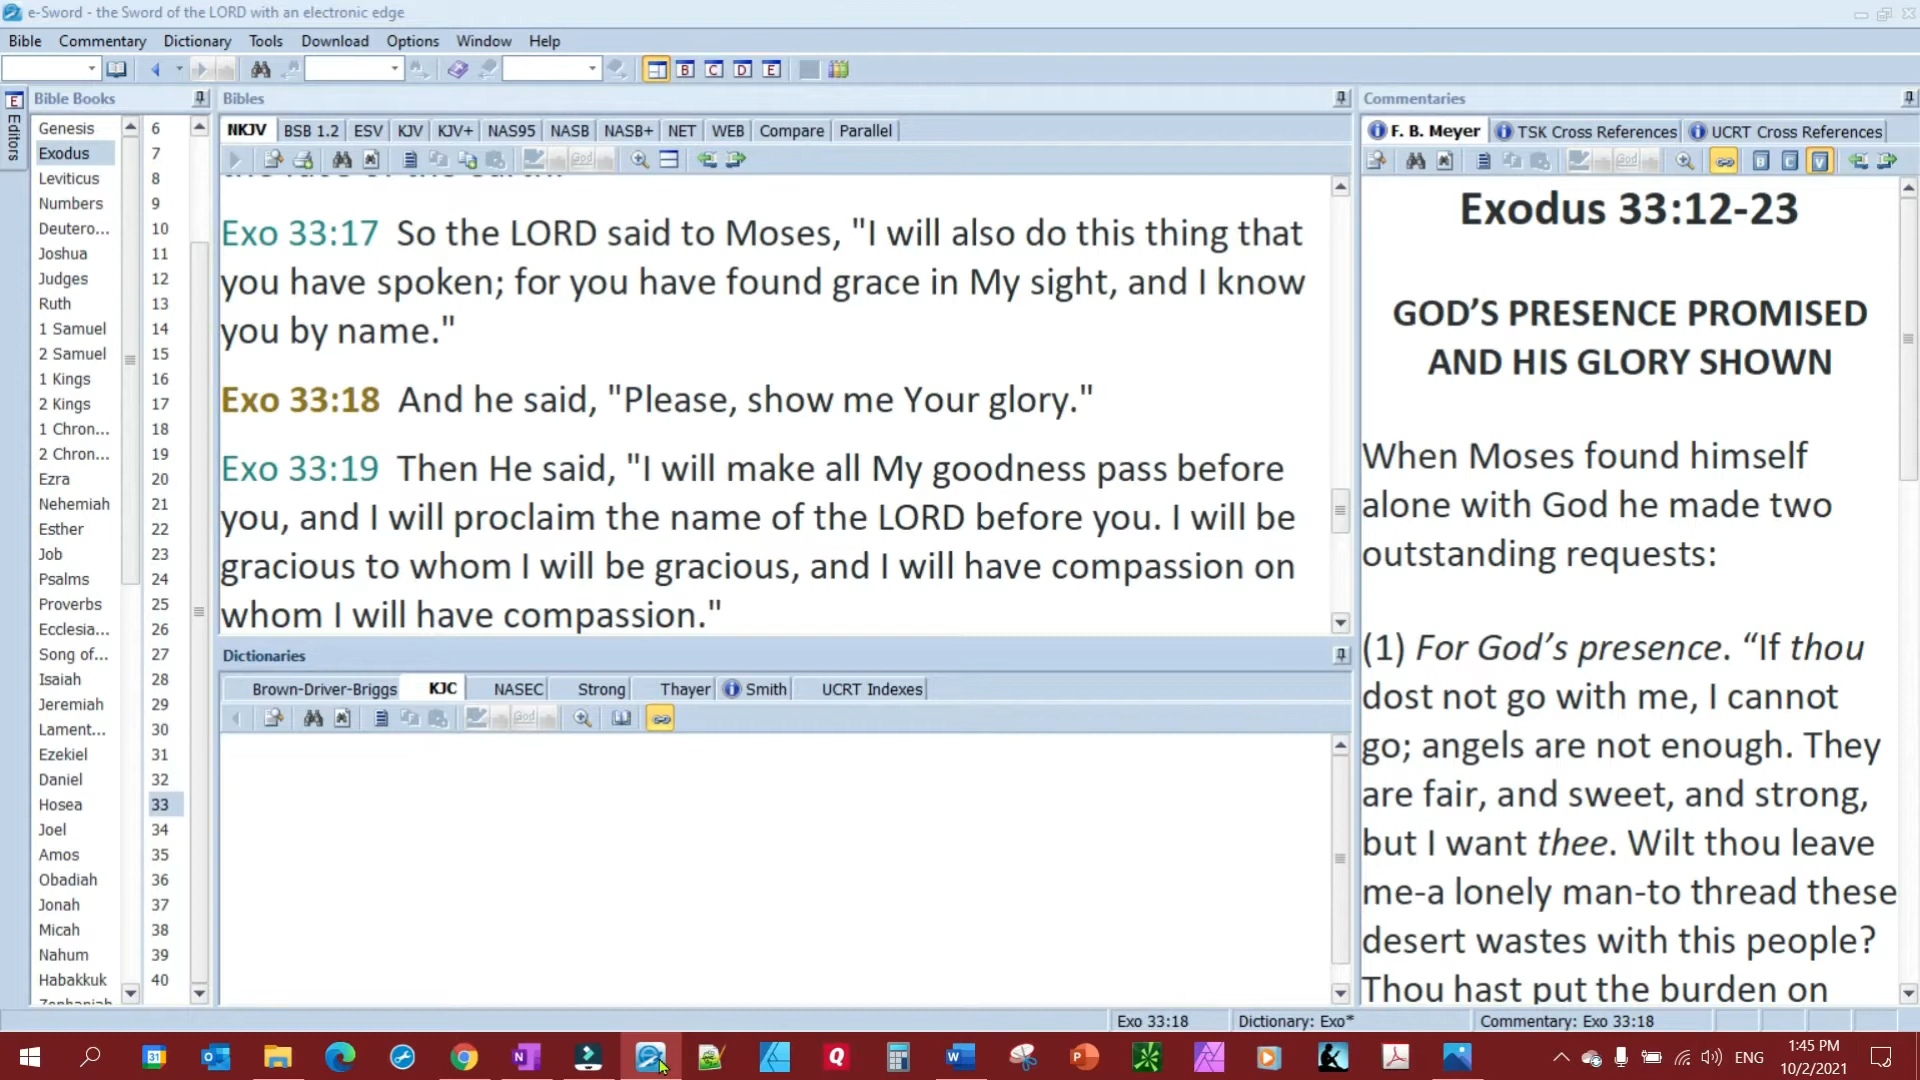 e-Sword - the Sword of the LORD with an electronic edge
Bible Commentary Dictionary Tools Download Options Window Help
B C D E
E Editors
Bible Books
Genesis
Exodus
Leviticus
Numbers
Deutero...
Joshua
Judges
Ruth
1 Samuel
2 Samuel
1 Kings
2 Kings
1 Chron...
2 Chron...
Ezra
Nehemiah
Esther
Job
Psalms
Proverbs
Ecclesia...
Song of...
Isaiah
Jeremiah
Lament...
Ezekiel
Daniel
Hosea
Joel
Amos
Obadiah
Jonah
Micah
Nahum
Habakkuk
6
7
8
9
10
11
12
13
14
15
16
17
18
19
20
21
22
23
24
25
26
27
28
29
30
31
32
33
34
35
36
37
38
39
40
Bibles
NKJV BSB 1.2 ESV KJV KJV+ NAS95 NASB NASB+ NET WEB Compare Parallel
God
Exo 33:17 So the LORD said to Moses, "I will also do this thing that
you have spoken; for you have found grace in My sight, and I know
you by name."
Exo 33:18 And he said, "Please, show me Your glory."
Exo 33:19 Then He said, "I will make all My goodness pass before
you, and I will proclaim the name of the LORD before you. I will be
gracious to whom I will be gracious, and I will have compassion on
whom I will have compassion."
Dictionaries
Brown-Driver-Briggs KJC NASEC Strong Thayer Smith UCRT Indexes
God
Commentaries
F. B. Meyer TSK Cross References UCRT Cross References
God B C V
Exodus 33:12-23
GOD’S PRESENCE PROMISED
AND HIS GLORY SHOWN
When Moses found himself
alone with God he made two
outstanding requests:
(1) For God’s presence. “If thou
dost not go with me, I cannot
go; angels are not enough. They
are fair, and sweet, and strong,
but I want thee. Wilt thou leave
me-a lonely man-to thread these
desert wastes with this people?
Thou hast put the burden on
Exo 33:18 Dictionary: Exo* Commentary: Exo 33:18
ENG
1:45 PM
10/2/2021